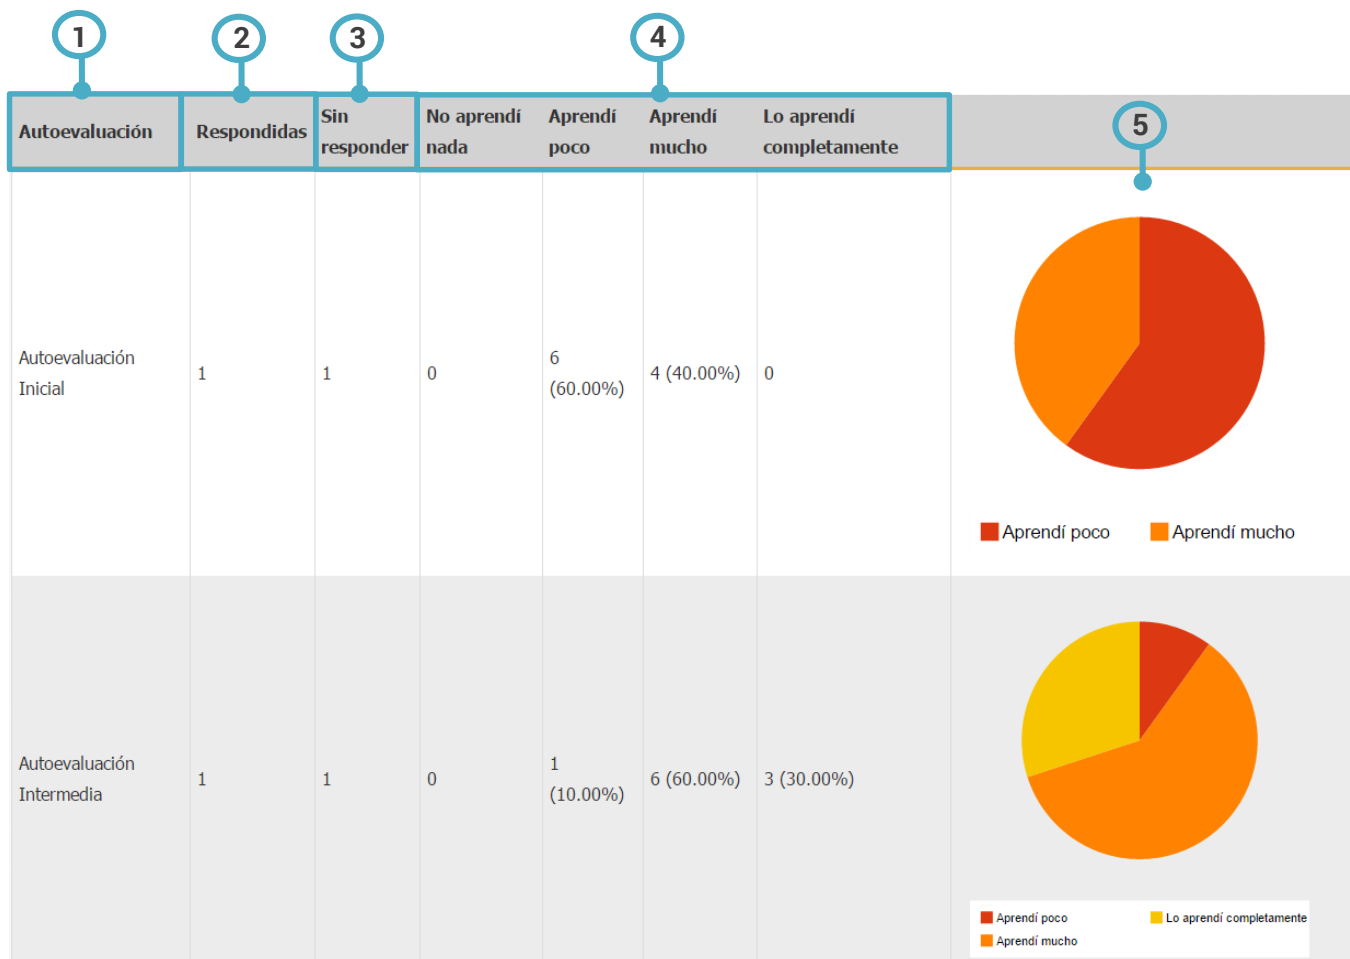 1
2
3
4
5
Autoevaluación
Respondidas
Sin
responder
No aprendí
nada
Aprendí
poco
Aprendí
mucho
Lo aprendí
completamente
Autoevaluación
Inicial
1
1
0
6
(60.00%)
4 (40.00%)
0
Aprendí poco
Aprendí mucho
Autoevaluación
Intermedia
1
1
0
1
(10.00%)
6 (60.00%)
3 (30.00%)
Aprendí poco
Lo aprendí completamente
Aprendí mucho